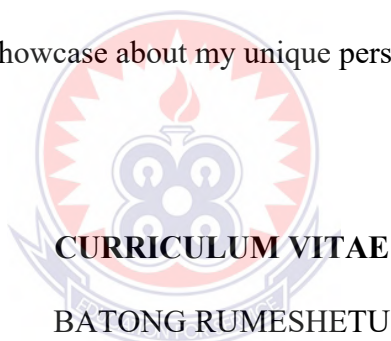 howcase about my unique pers
CURRICULUM VITAE
BATONG RUMESHETU